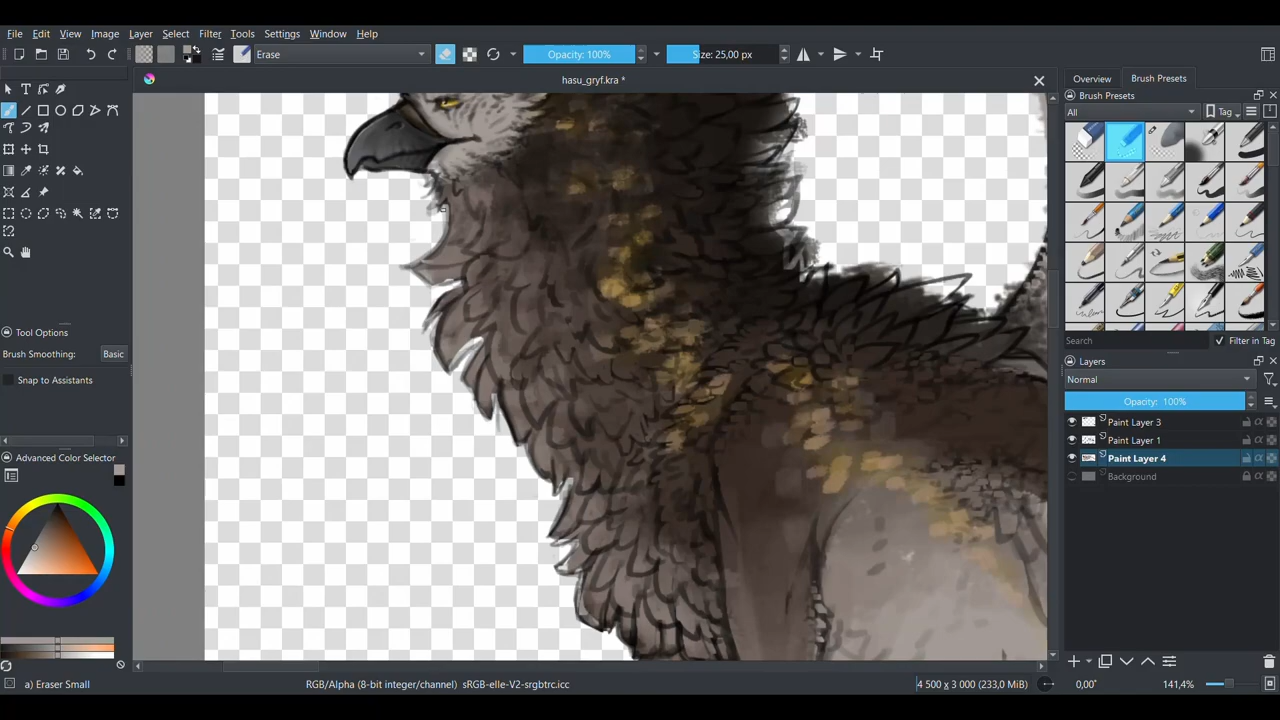 File Edit View Image Layer Select Filter Tools Settings Window Help
Erase Opacity: 100% Size: 25,00 px
hasu_gryf.kra *
Overview Brush Presets
Brush Presets
All Tag
Search Filter in Tag
Tool Options
Brush Smoothing: Basic
Snap to Assistants
Layers
Normal
Opacity: 100%
Paint Layer 3
Paint Layer 1
Paint Layer 4
Background
Advanced Color Selector
a) Eraser Small RGB/Alpha (8-bit integer/channel) sRGB-elle-V2-srgbtrc.icc 4 500 x 3 000 (233,0 MiB) 0,00° 141,4%